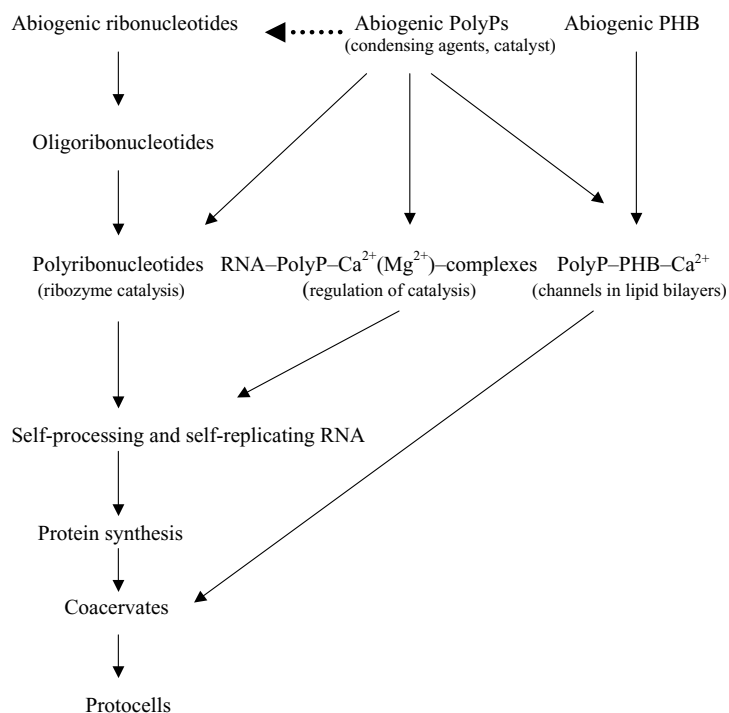 Abiogenic ribonucleotides
Abiogenic PolyPs
(condensing agents, catalyst)
Abiogenic PHB
Oligoribonucleotides
Polyribonucleotides
(ribozyme catalysis)
RNA–PolyP–Ca²⁺(Mg²⁺)–complexes
(regulation of catalysis)
PolyP–PHB–Ca²⁺
(channels in lipid bilayers)
Self-processing and self-replicating RNA
Protein synthesis
Coacervates
Protocells